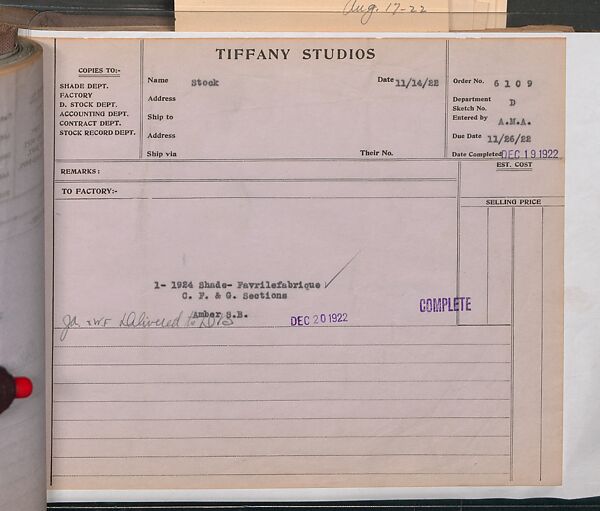 Aug. 17-22
TIFFANY STUDIOS
COPIES TO:-
SHADE DEPT.
FACTORY
D. STOCK DEPT.
ACCOUNTING DEPT.
CONTRACT DEPT.
STOCK RECORD DEPT.
Name Stock Date 11/14/22
Address
Ship to
Address
Ship via Their No.
Order No. 6109
Department D
Sketch No.
Entered by A.M.A.
Due Date 11/26/22
Date Completed DEC 19 1922
REMARKS:
EST. COST
TO FACTORY:-
SELLING PRICE
1- 1924 Shade- Favrilefabrique
C. F. & G. Sections
Amber S.B.
Delivered to
DEC 20 1922
COMPLETE